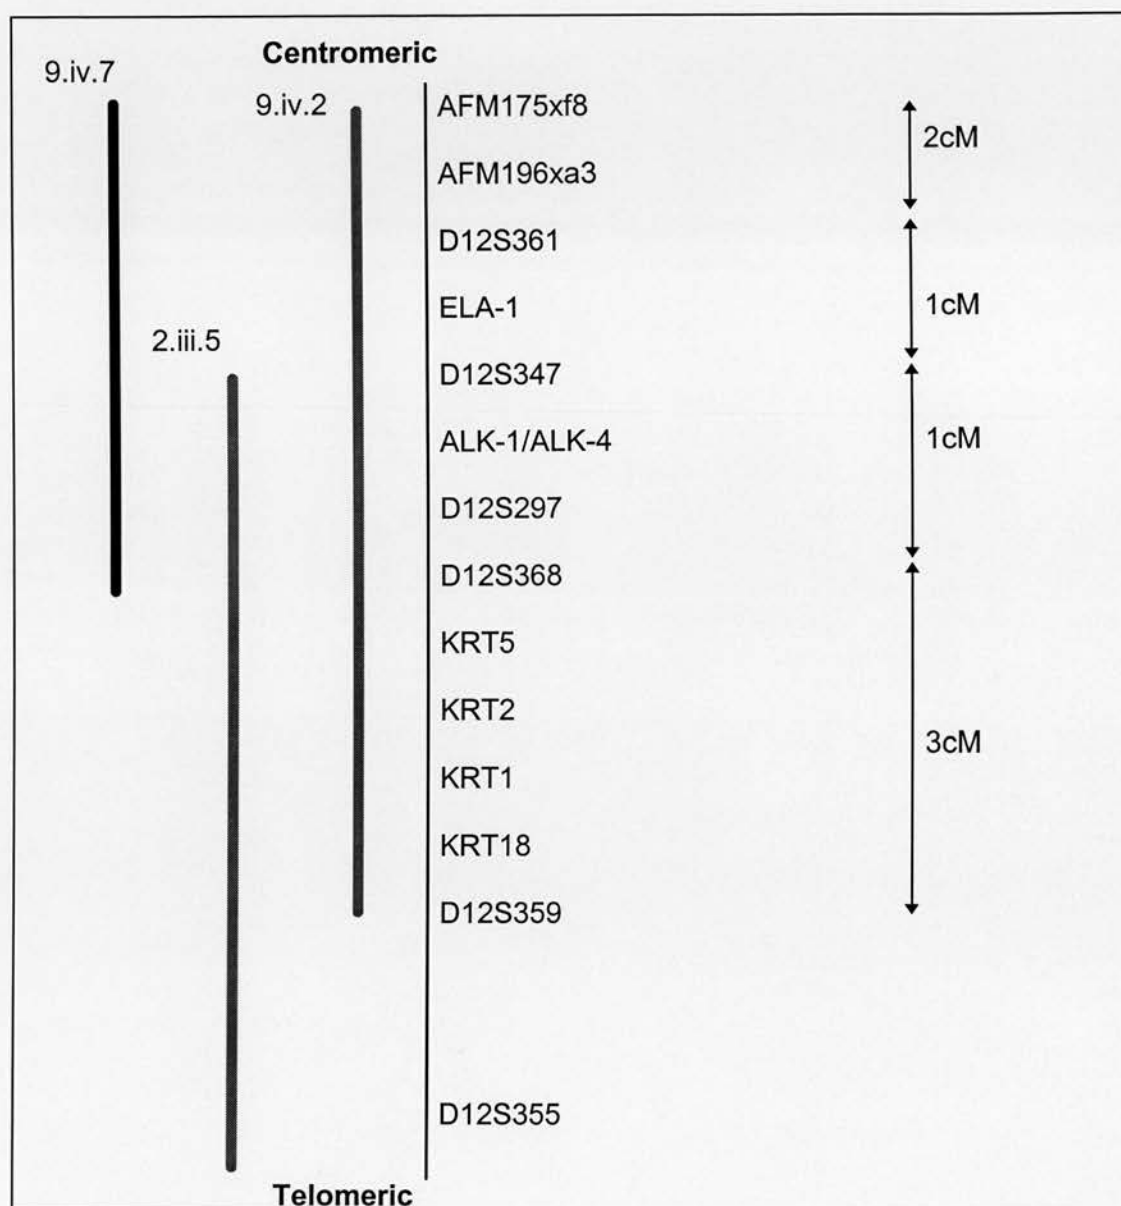 Centromeric
9.iv.7
9.iv.2
AFM175xf8
2cM
AFM196xa3
D12S361
ELA-1
1cM
2.iii.5
D12S347
ALK-1/ALK-4
1cM
D12S297
D12S368
KRT5
KRT2
3cM
KRT1
KRT18
D12S359
D12S355
Telomeric